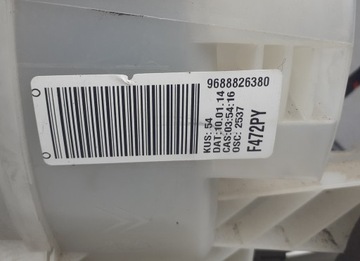 9688826380
KUS: 54
DAT:10.01.14
CAS:03:54:16
OSC: 2537
F472PY